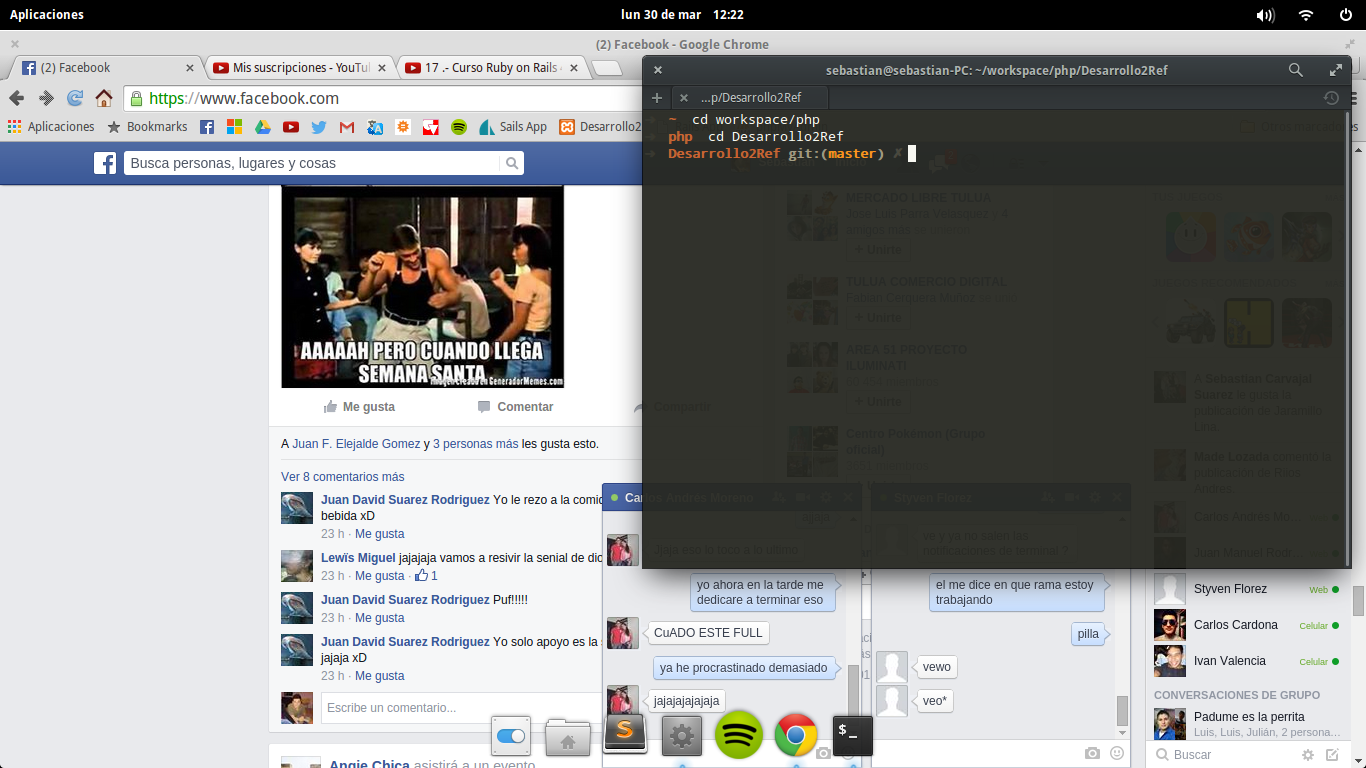 Aplicaciones
lun 30 de mar 12:22
(2) Facebook - Google Chrome
(2) Facebook
Mis suscripciones - YouTu
17 .- Curso Ruby on Rails
https://www.facebook.com
Aplicaciones
Bookmarks
Sails App
Desarrollo2
Busca personas, lugares y cosas
sebastian@sebastian-PC: ~/workspace/php/Desarrollo2Ref
...p/Desarrollo2Ref
~ cd workspace/php
php cd Desarrollo2Ref
Desarrollo2Ref git:(master) ✗
AAAAAH PERO CUANDO LLEGA
SEMANA SANTA
Imagen creada en GeneradorMemes.com
Me gusta
Comentar
Compartir
A Juan F. Elejalde Gomez y 3 personas más les gusta esto.
Ver 8 comentarios más
Juan David Suarez Rodriguez Yo le rezo a la comid
bebida xD
23 h · Me gusta
Lewïs Miguel jajajaja vamos a resivir la senial de dio
23 h · Me gusta · 1
Juan David Suarez Rodriguez Puf!!!!!
23 h · Me gusta
Juan David Suarez Rodriguez Yo solo apoyo es la s
jajaja xD
23 h · Me gusta
Escribe un comentario...
Angie Chica asistirá a un evento
MERCADO LIBRE TULUA
+ Unirte
TULUA COMERCIO DIGITAL
+ Unirte
AREA 51 PROYECTO
ILUMINATI
+ Unirte
Centro Pokémon (Grupo
oficial)
A Sebastian Carvajal
Suarez le gusta la
publicación de Jaramillo
Lina
Made Lozada comentó la
publicación de
Andres
Carlos Andrés Mu...
Juan Manuel Rodr...
Carlos Andrés Moreno
yo ahora en la tarde me
dedicare a terminar eso
CuADO ESTE FULL
ya he procrastinado demasiado
jajajajajajaja
Styven Florez
notificaciones de terminal ?
el me dice en que rama estoy
trabajando
pilla
vewo
veo*
Styven Florez
Web
Carlos Cardona
Celular
Ivan Valencia
Celular
CONVERSACIONES DE GRUPO
Padume es la perrita
Luis, Luis, Julián, 2 persona...
Buscar
S
$_